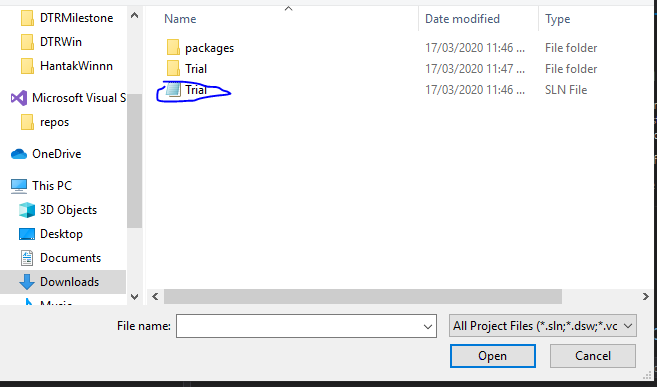 DTRMilestone
DTRWin
HantakWinnn
Microsoft Visual S
repos
OneDrive
This PC
3D Objects
Desktop
Documents
Downloads
Music
Name Date modified Type Size
packages 17/03/2020 11:46 ... File folder
Trial 17/03/2020 11:47 ... File folder
Trial 17/03/2020 11:46 ... SLN File
File name: All Project Files (*.sln;*.dsw;*.vc
Open Cancel